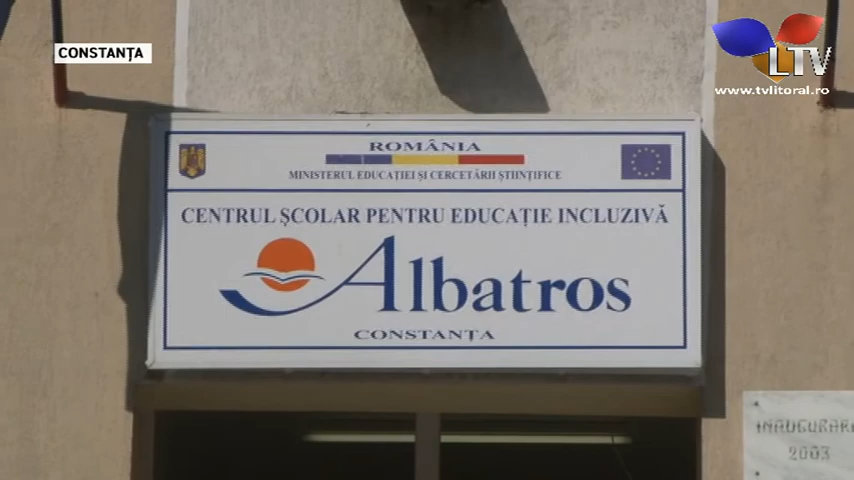 CONSTANȚA
LTV
www.tvlitoral.ro
ROMÂNIA
MINISTERUL EDUCAȚIEI ȘI CERCETĂRII ȘTIINȚIFICE
CENTRUL ȘCOLAR PENTRU EDUCAȚIE INCLUZIVĂ
Albatros
CONSTANȚA
INAUGURAR
2003